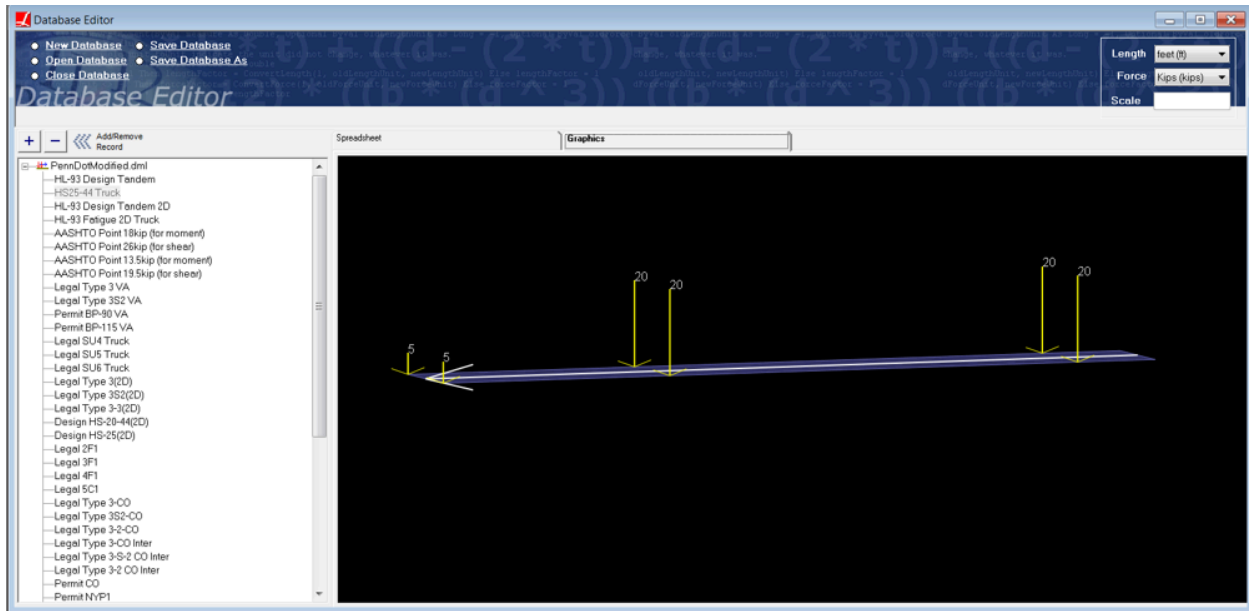 Database Editor
New Database
Save Database
Open Database
Save Database As
Close Database
Database Editor
Length
feet (ft)
Force
Kips (kips)
Scale
Add/Remove
Record
Spreadsheet
Graphics
PennDotModified.dml
HL-93 Design Tandem
HS25-44 Truck
HL-93 Design Tandem 2D
HL-93 Fatigue 2D Truck
AASHTO Point 18kip (for moment)
AASHTO Point 26kip (for shear)
AASHTO Point 13.5kip (for moment)
AASHTO Point 19.5kip (for shear)
Legal Type 3 VA
Legal Type 3S2 VA
Permit BP-90 VA
Permit BP-115 VA
Legal SU4 Truck
Legal SU5 Truck
Legal SU6 Truck
Legal Type 3(2D)
Legal Type 3S2(2D)
Legal Type 3-3(2D)
Design HS-20-44(2D)
Design HS-25(2D)
Legal 2F1
Legal 3F1
Legal 4F1
Legal 5C1
Legal Type 3-CO
Legal Type 3S2-CO
Legal Type 3-2-CO
Legal Type 3-CO Inter
Legal Type 3-S-2 CO Inter
Legal Type 3-2 CO Inter
Permit CO
Permit NYP1
5
5
20
20
20
20